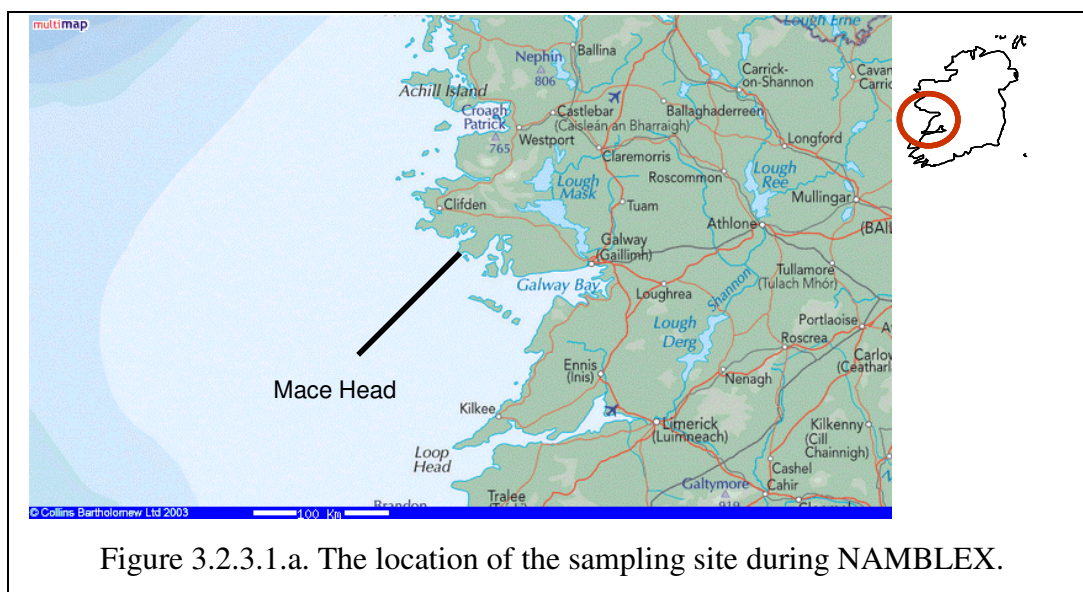 multimap
Lough Erne
Ballina
Nephin
806
Carrick-
on-Shannon
Cavan
Achill Island
Castlebar
(Caisleán an Bharraigh)
Ballaghaderreen
Croagh
Patrick
765
Westport
Claremorris
Longford
Lough
Mask
Roscommon
Lough
Ree
Mullingar
Clifden
Tuam
Athlone
Galway
(Gaillimh)
Galway Bay
Loughrea
Shannon
Tullamore
(Tulach Mhór)
Lough
Derg
Portlaoise
Roscrea
Mace Head
Ennis
(Inis)
Nenagh
Kilkee
Limerick
(Luimneach)
Kilkenny
(Cill
Chainnigh)
Loop
Head
Cashel
Cahir
Galtymore
Tralee
Brandon
© Collins Bartholomew Ltd 2003
100 Km
Figure 3.2.3.1.a. The location of the sampling site during NAMBLEX.